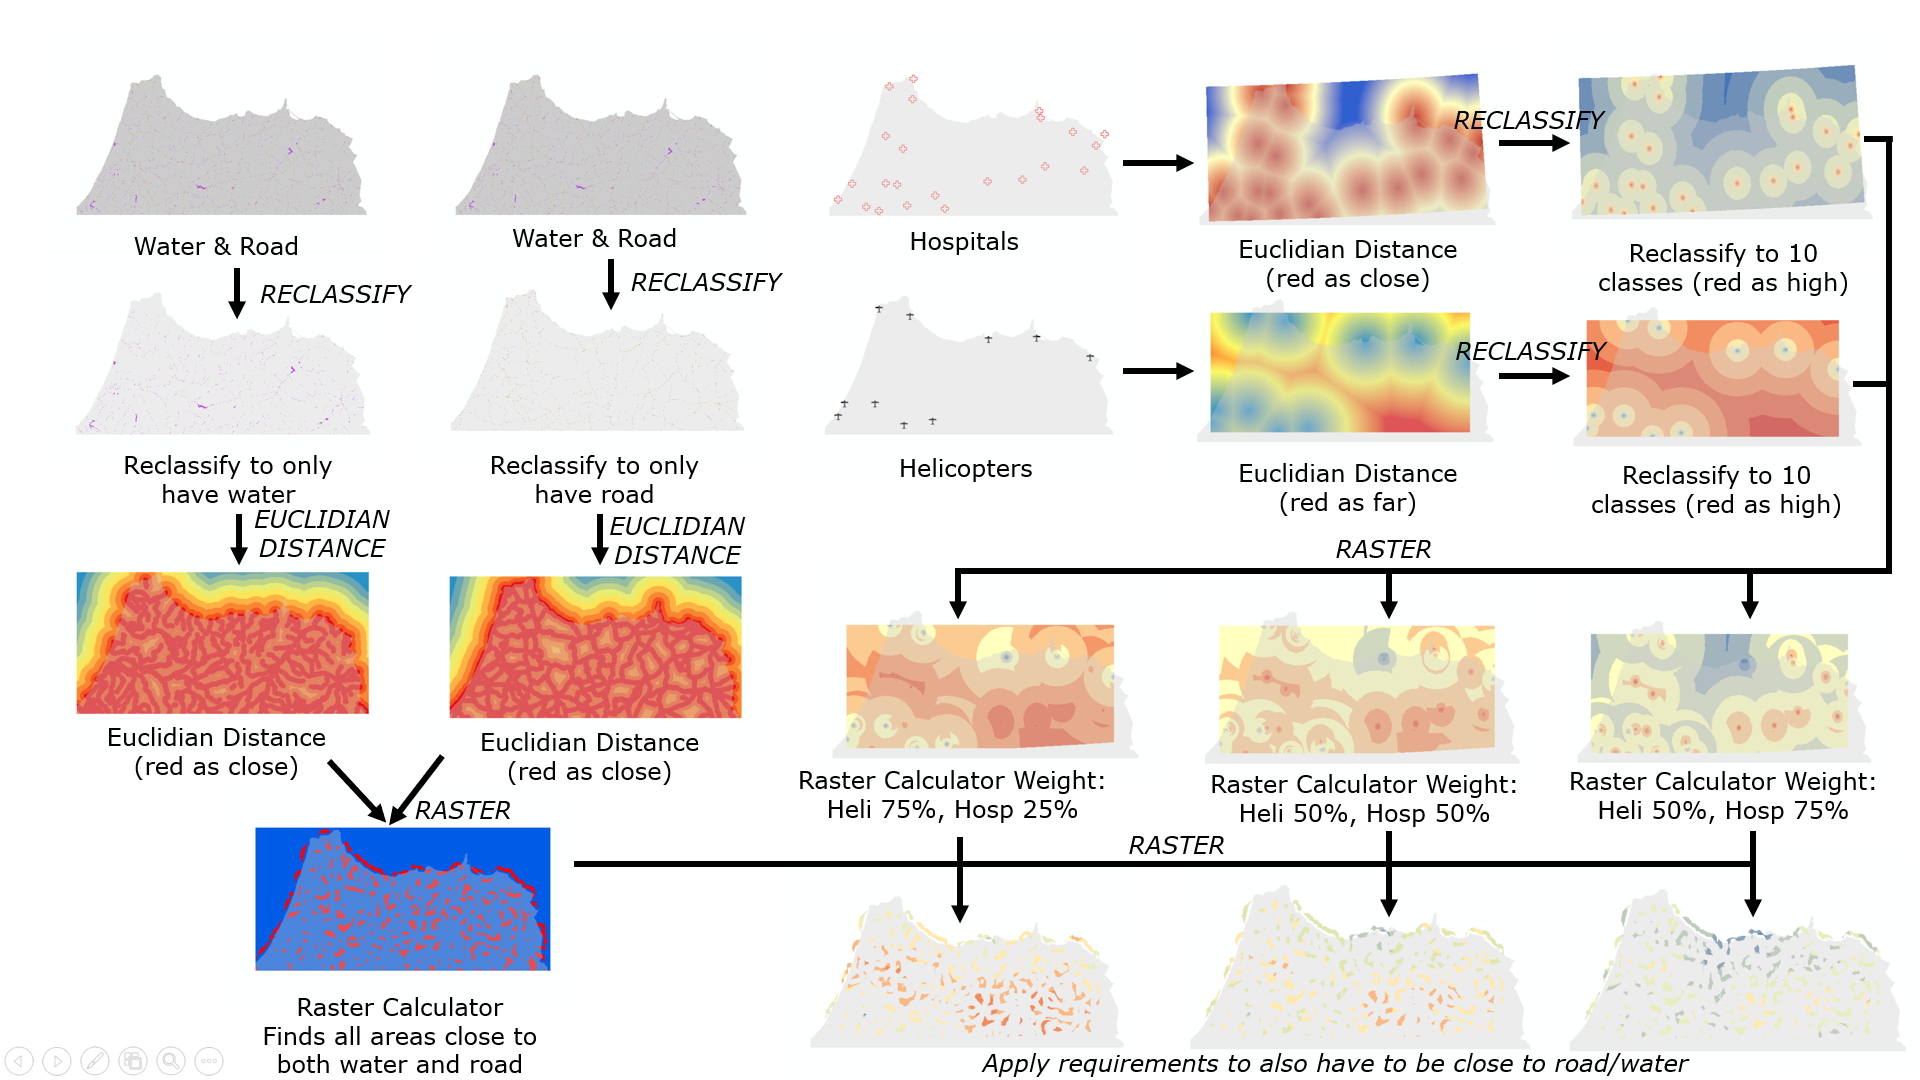 Water & Road
RECLASSIFY
Reclassify to only
have water
EUCLIDIAN
DISTANCE
Euclidian Distance
(red as close)
Water & Road
RECLASSIFY
Reclassify to only
have road
EUCLIDIAN
DISTANCE
Euclidian Distance
(red as close)
RASTER
Raster Calculator
Finds all areas close to
both water and road
Hospitals
Euclidian Distance
(red as close)
RECLASSIFY
Reclassify to 10
classes (red as high)
Helicopters
Euclidian Distance
(red as far)
RECLASSIFY
Reclassify to 10
classes (red as high)
RASTER
Raster Calculator Weight:
Heli 75%, Hosp 25%
Raster Calculator Weight:
Heli 50%, Hosp 50%
Raster Calculator Weight:
Heli 50%, Hosp 75%
RASTER
Apply requirements to also have to be close to road/water